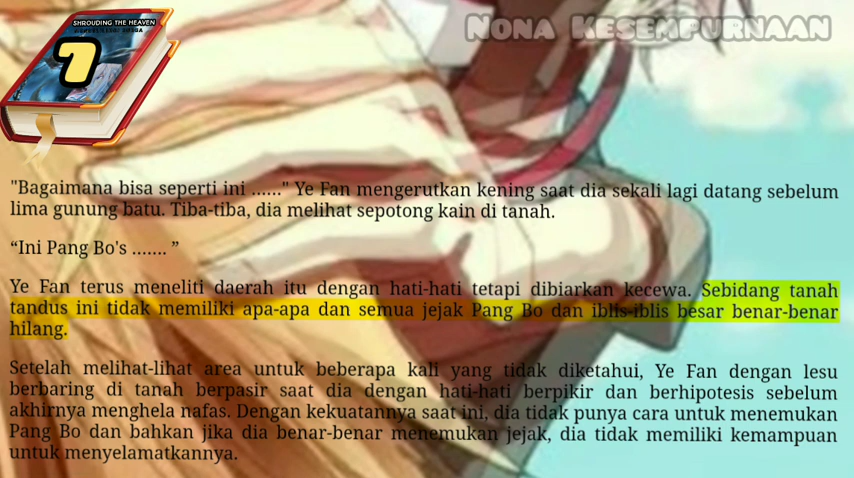 SHROUDING THE HEAVEN
7
NONA KESEMPURNAAN
"Bagaimana bisa seperti ini ......" Ye Fan mengerutkan kening saat dia sekali lagi datang sebelum
lima gunung batu. Tiba-tiba, dia melihat sepotong kain di tanah.
“Ini Pang Bo's ....... ”
Ye Fan terus meneliti daerah itu dengan hati-hati tetapi dibiarkan kecewa. Sebidang tanah
tandus ini tidak memiliki apa-apa dan semua jejak Pang Bo dan iblis-iblis besar benar-benar
hilang.
Setelah melihat-lihat area untuk beberapa kali yang tidak diketahui, Ye Fan dengan lesu
berbaring di tanah berpasir saat dia dengan hati-hati berpikir dan berhipotesis sebelum
akhirnya menghela nafas. Dengan kekuatannya saat ini, dia tidak punya cara untuk menemukan
Pang Bo dan bahkan jika dia benar-benar menemukan jejak, dia tidak memiliki kemampuan
untuk menyelamatkannya.